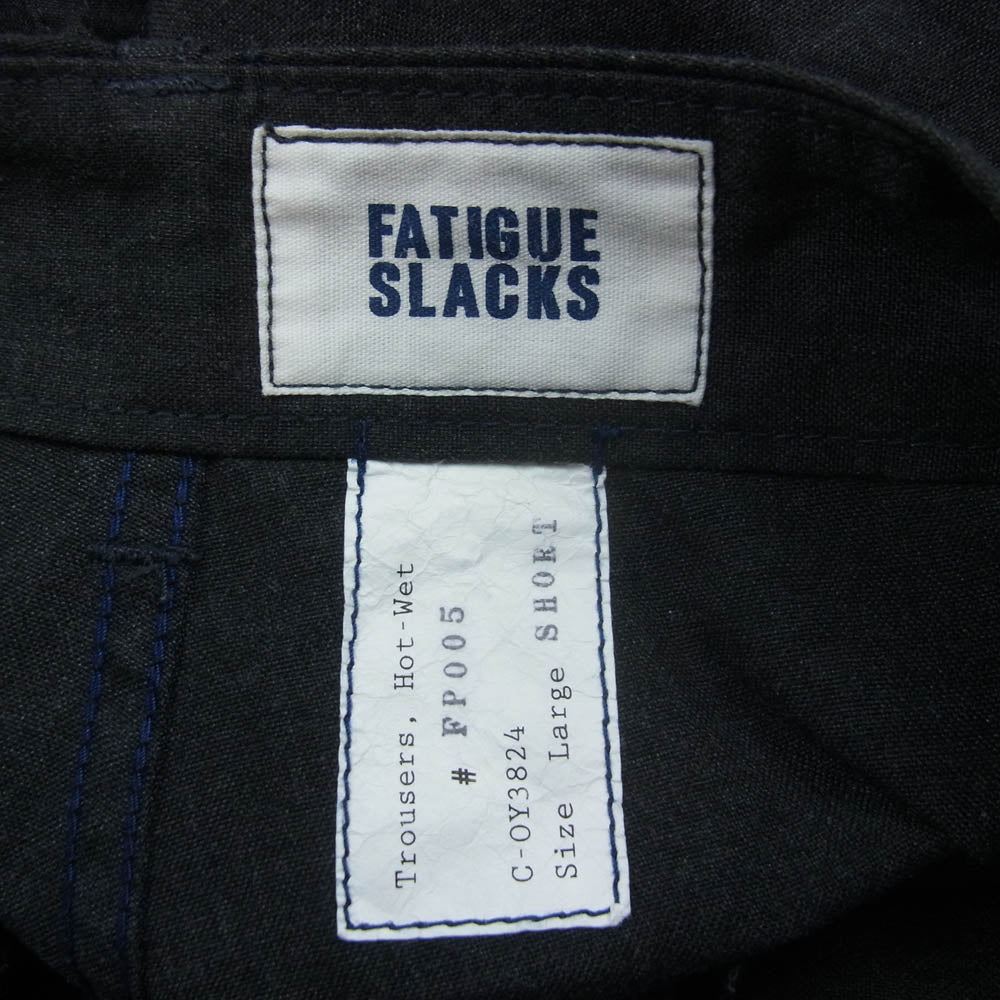 FATIGUE
SLACKS
Trousers, Hot-Wet
# FP005
C-OY3824
Size Large SHORT